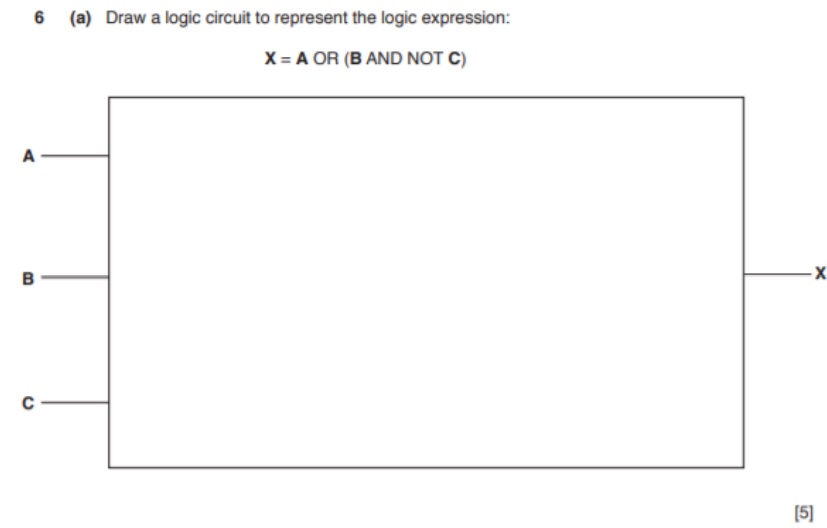 6 (a) Draw a logic circuit to represent the logic expression:
X = A OR (B AND NOT C)
A
B
X
C
[5]